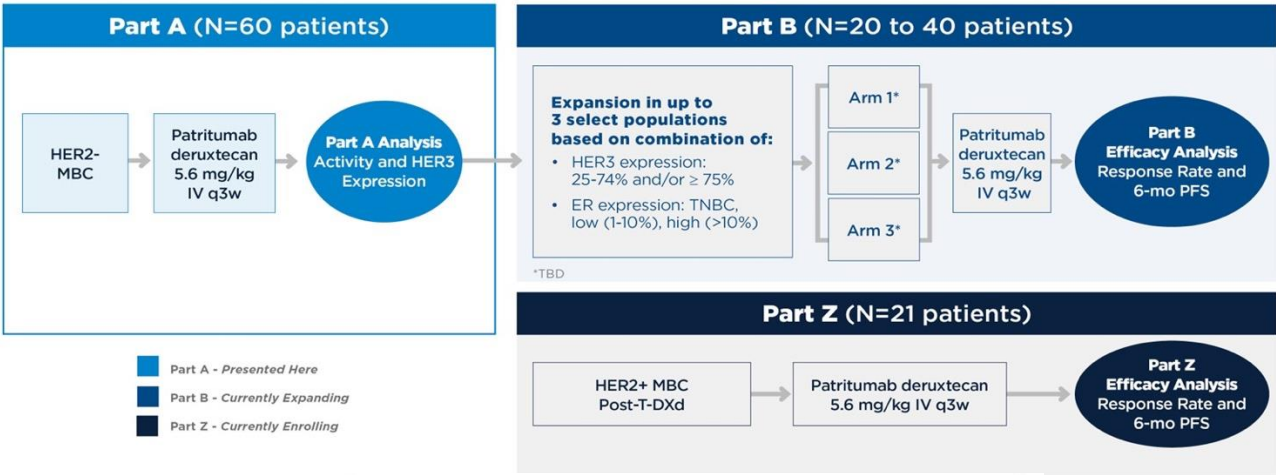 Part A (N=60 patients)
HER2-
MBC
Patritumab
deruxtecan
5.6 mg/kg
IV q3w
Part A Analysis
Activity and HER3
Expression
Part B (N=20 to 40 patients)
Expansion in up to
3 select populations
based on combination of:
• HER3 expression:
25-74% and/or ≥ 75%
• ER expression: TNBC,
low (1-10%), high (>10%)
*TBD
Arm 1*
Arm 2*
Arm 3*
Patritumab
deruxtecan
5.6 mg/kg
IV q3w
Part B
Efficacy Analysis
Response Rate and
6-mo PFS
Part Z (N=21 patients)
HER2+ MBC
Post-T-DXd
Patritumab deruxtecan
5.6 mg/kg IV q3w
Part Z
Efficacy Analysis
Response Rate and
6-mo PFS
Part A - Presented Here
Part B - Currently Expanding
Part Z - Currently Enrolling